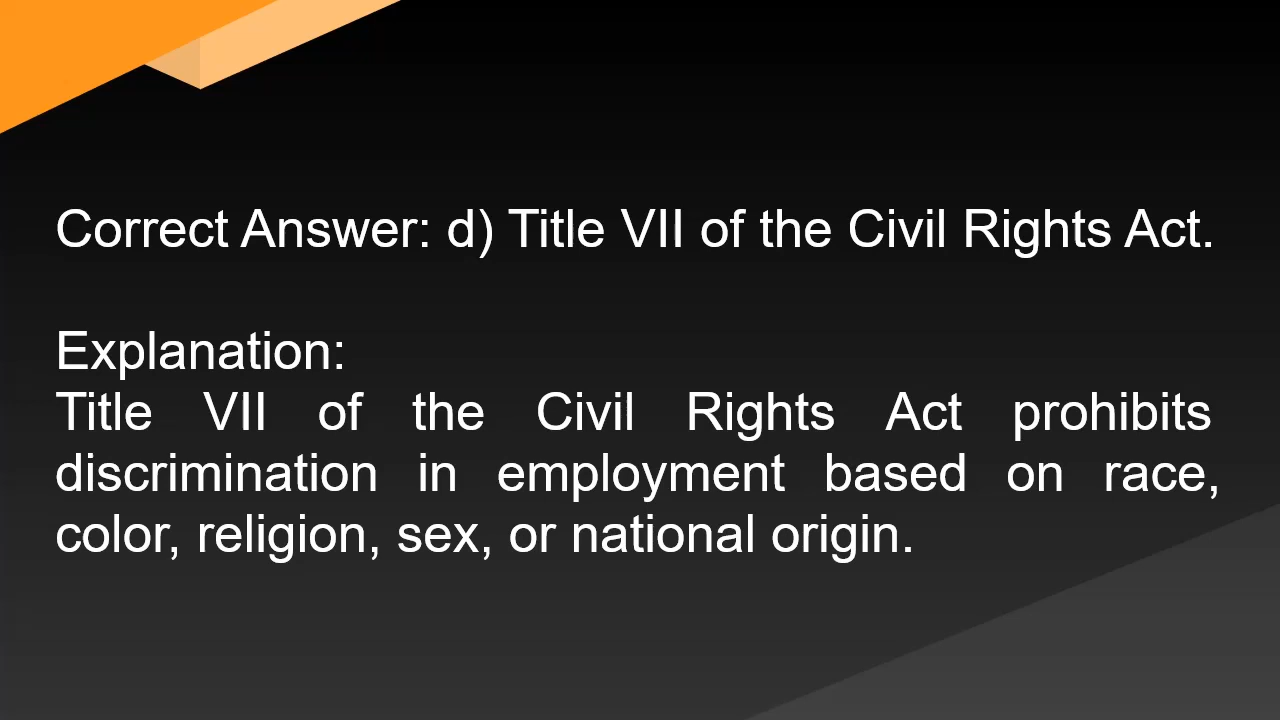 Correct Answer: d) Title VII of the Civil Rights Act.
Explanation:
Title VII of the Civil Rights Act prohibits
discrimination in employment based on race,
color, religion, sex, or national origin.